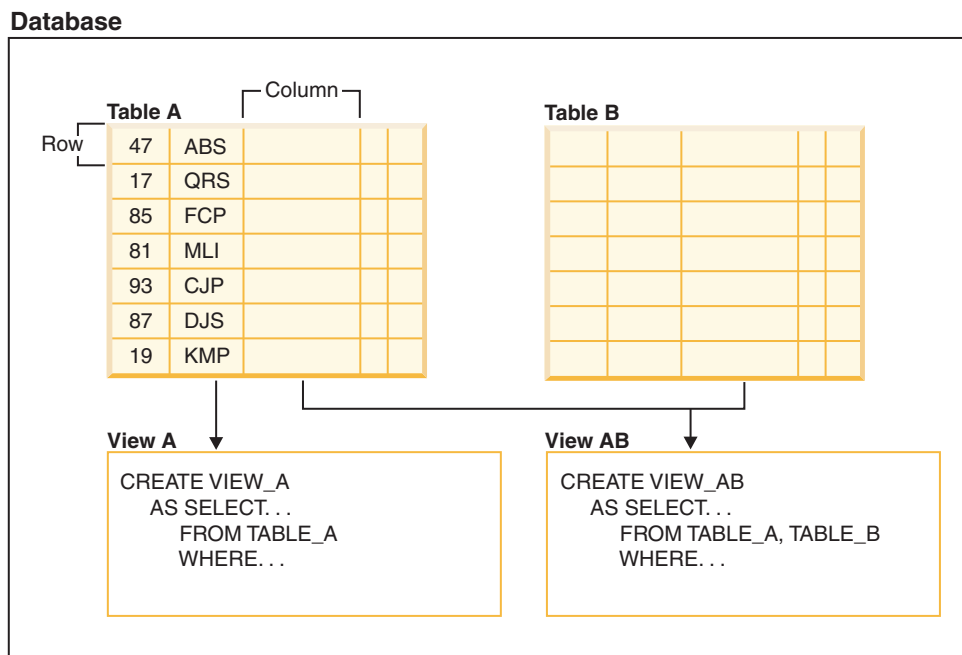 Database
Column
Table A
Table B
Row
47 ABS
17 QRS
85 FCP
81 MLI
93 CJP
87 DJS
19 KMP
View A
CREATE VIEW_A
AS SELECT. . .
FROM TABLE_A
WHERE. . .
View AB
CREATE VIEW_AB
AS SELECT. . .
FROM TABLE_A, TABLE_B
WHERE. . .